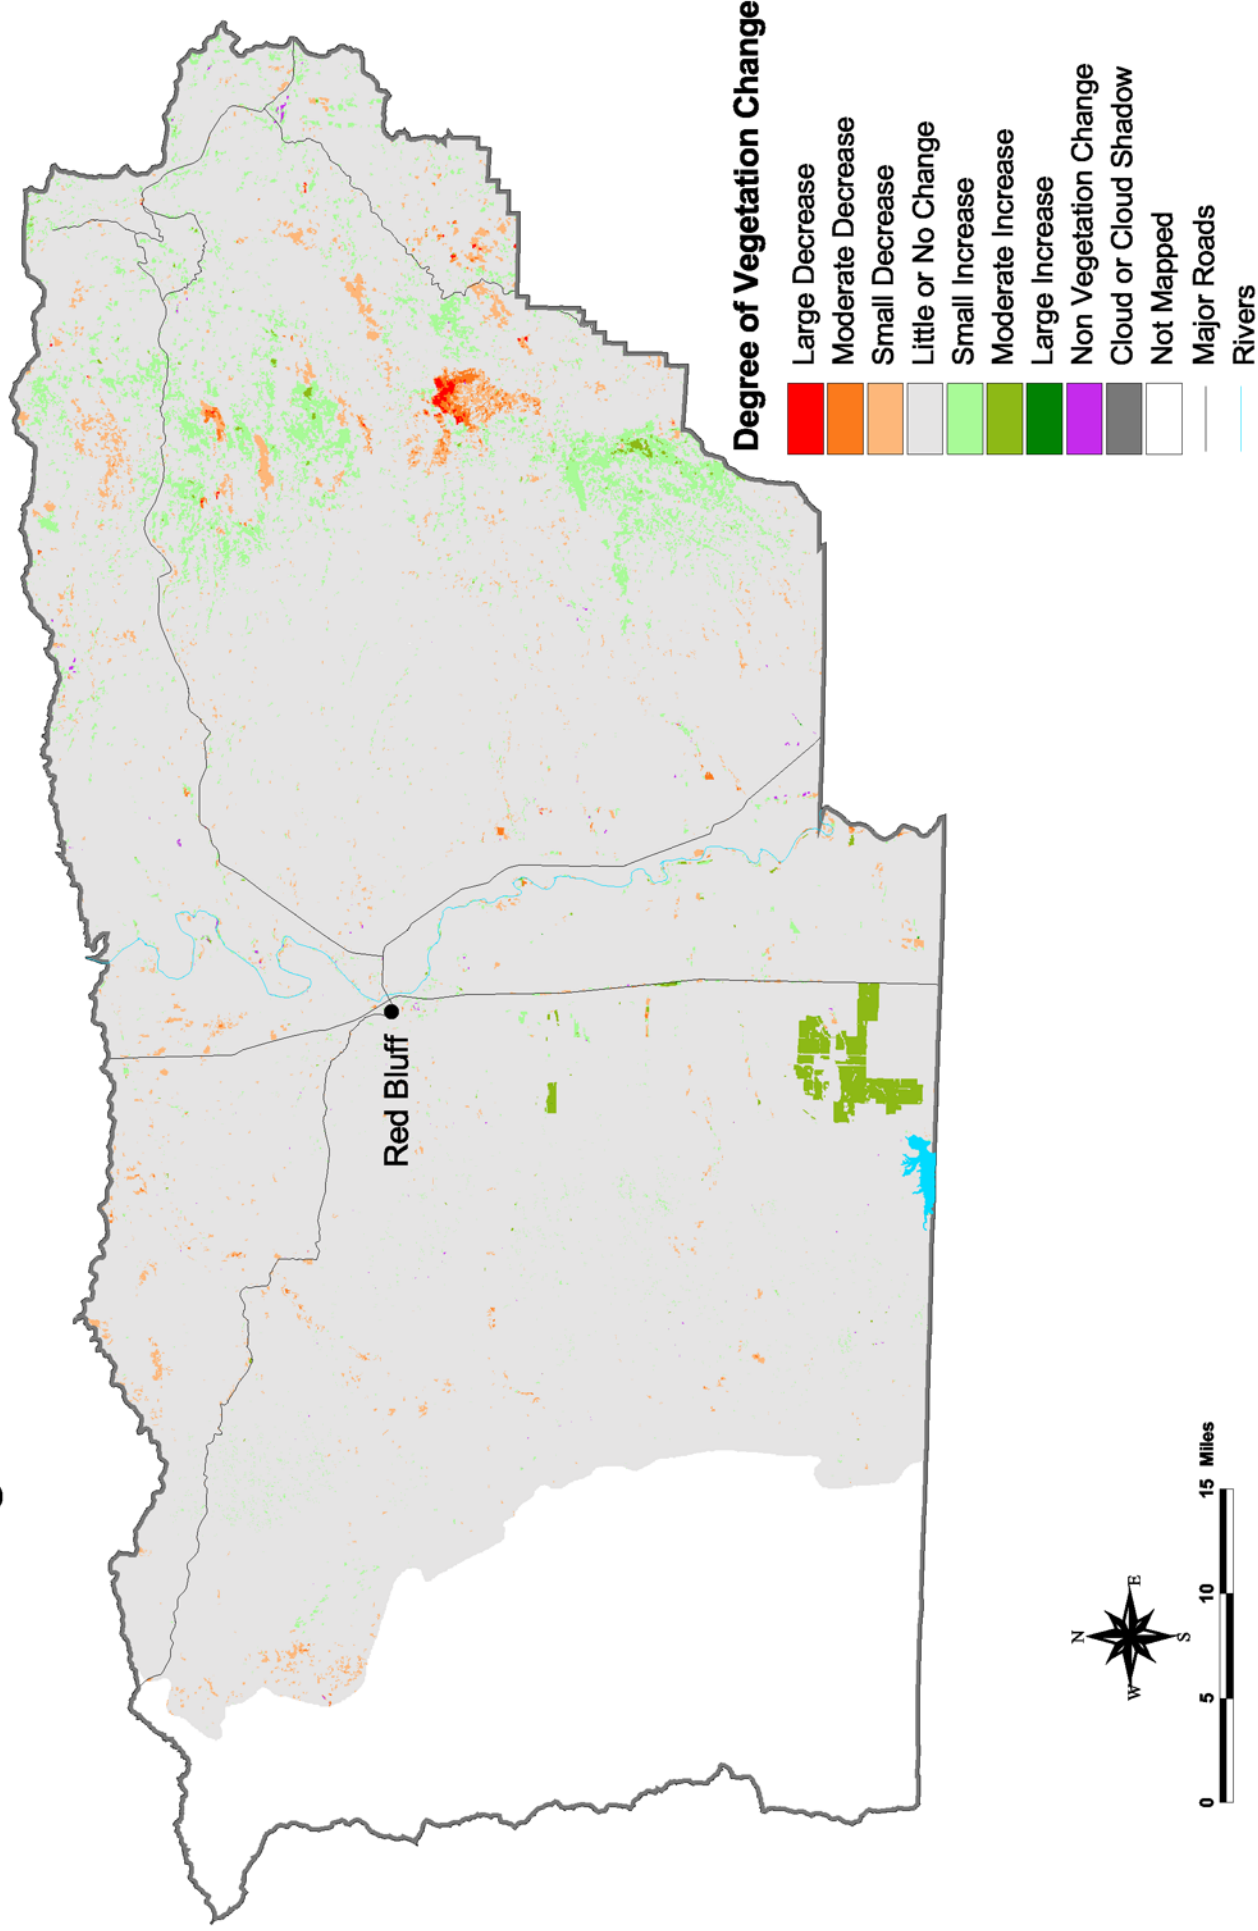 Red Bluff
Degree of Vegetation Change
Large Decrease
Moderate Decrease
Small Decrease
Little or No Change
Small Increase
Moderate Increase
Large Increase
Non Vegetation Change
Cloud or Cloud Shadow
Not Mapped
Major Roads
Rivers
N
W
E
S
0 5 10 15 Miles